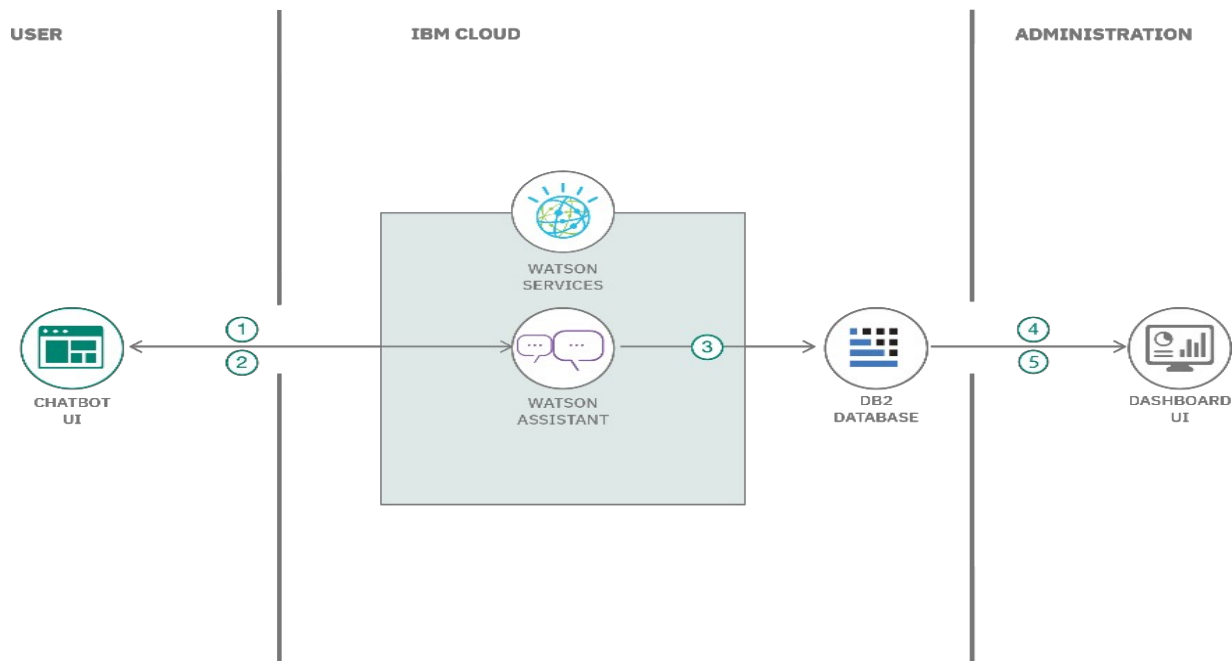 USER
IBM CLOUD
ADMINISTRATION
WATSON
SERVICES
1
2
3
4
5
CHATBOT
UI
WATSON
ASSISTANT
DB2
DATABASE
DASHBOARD
UI